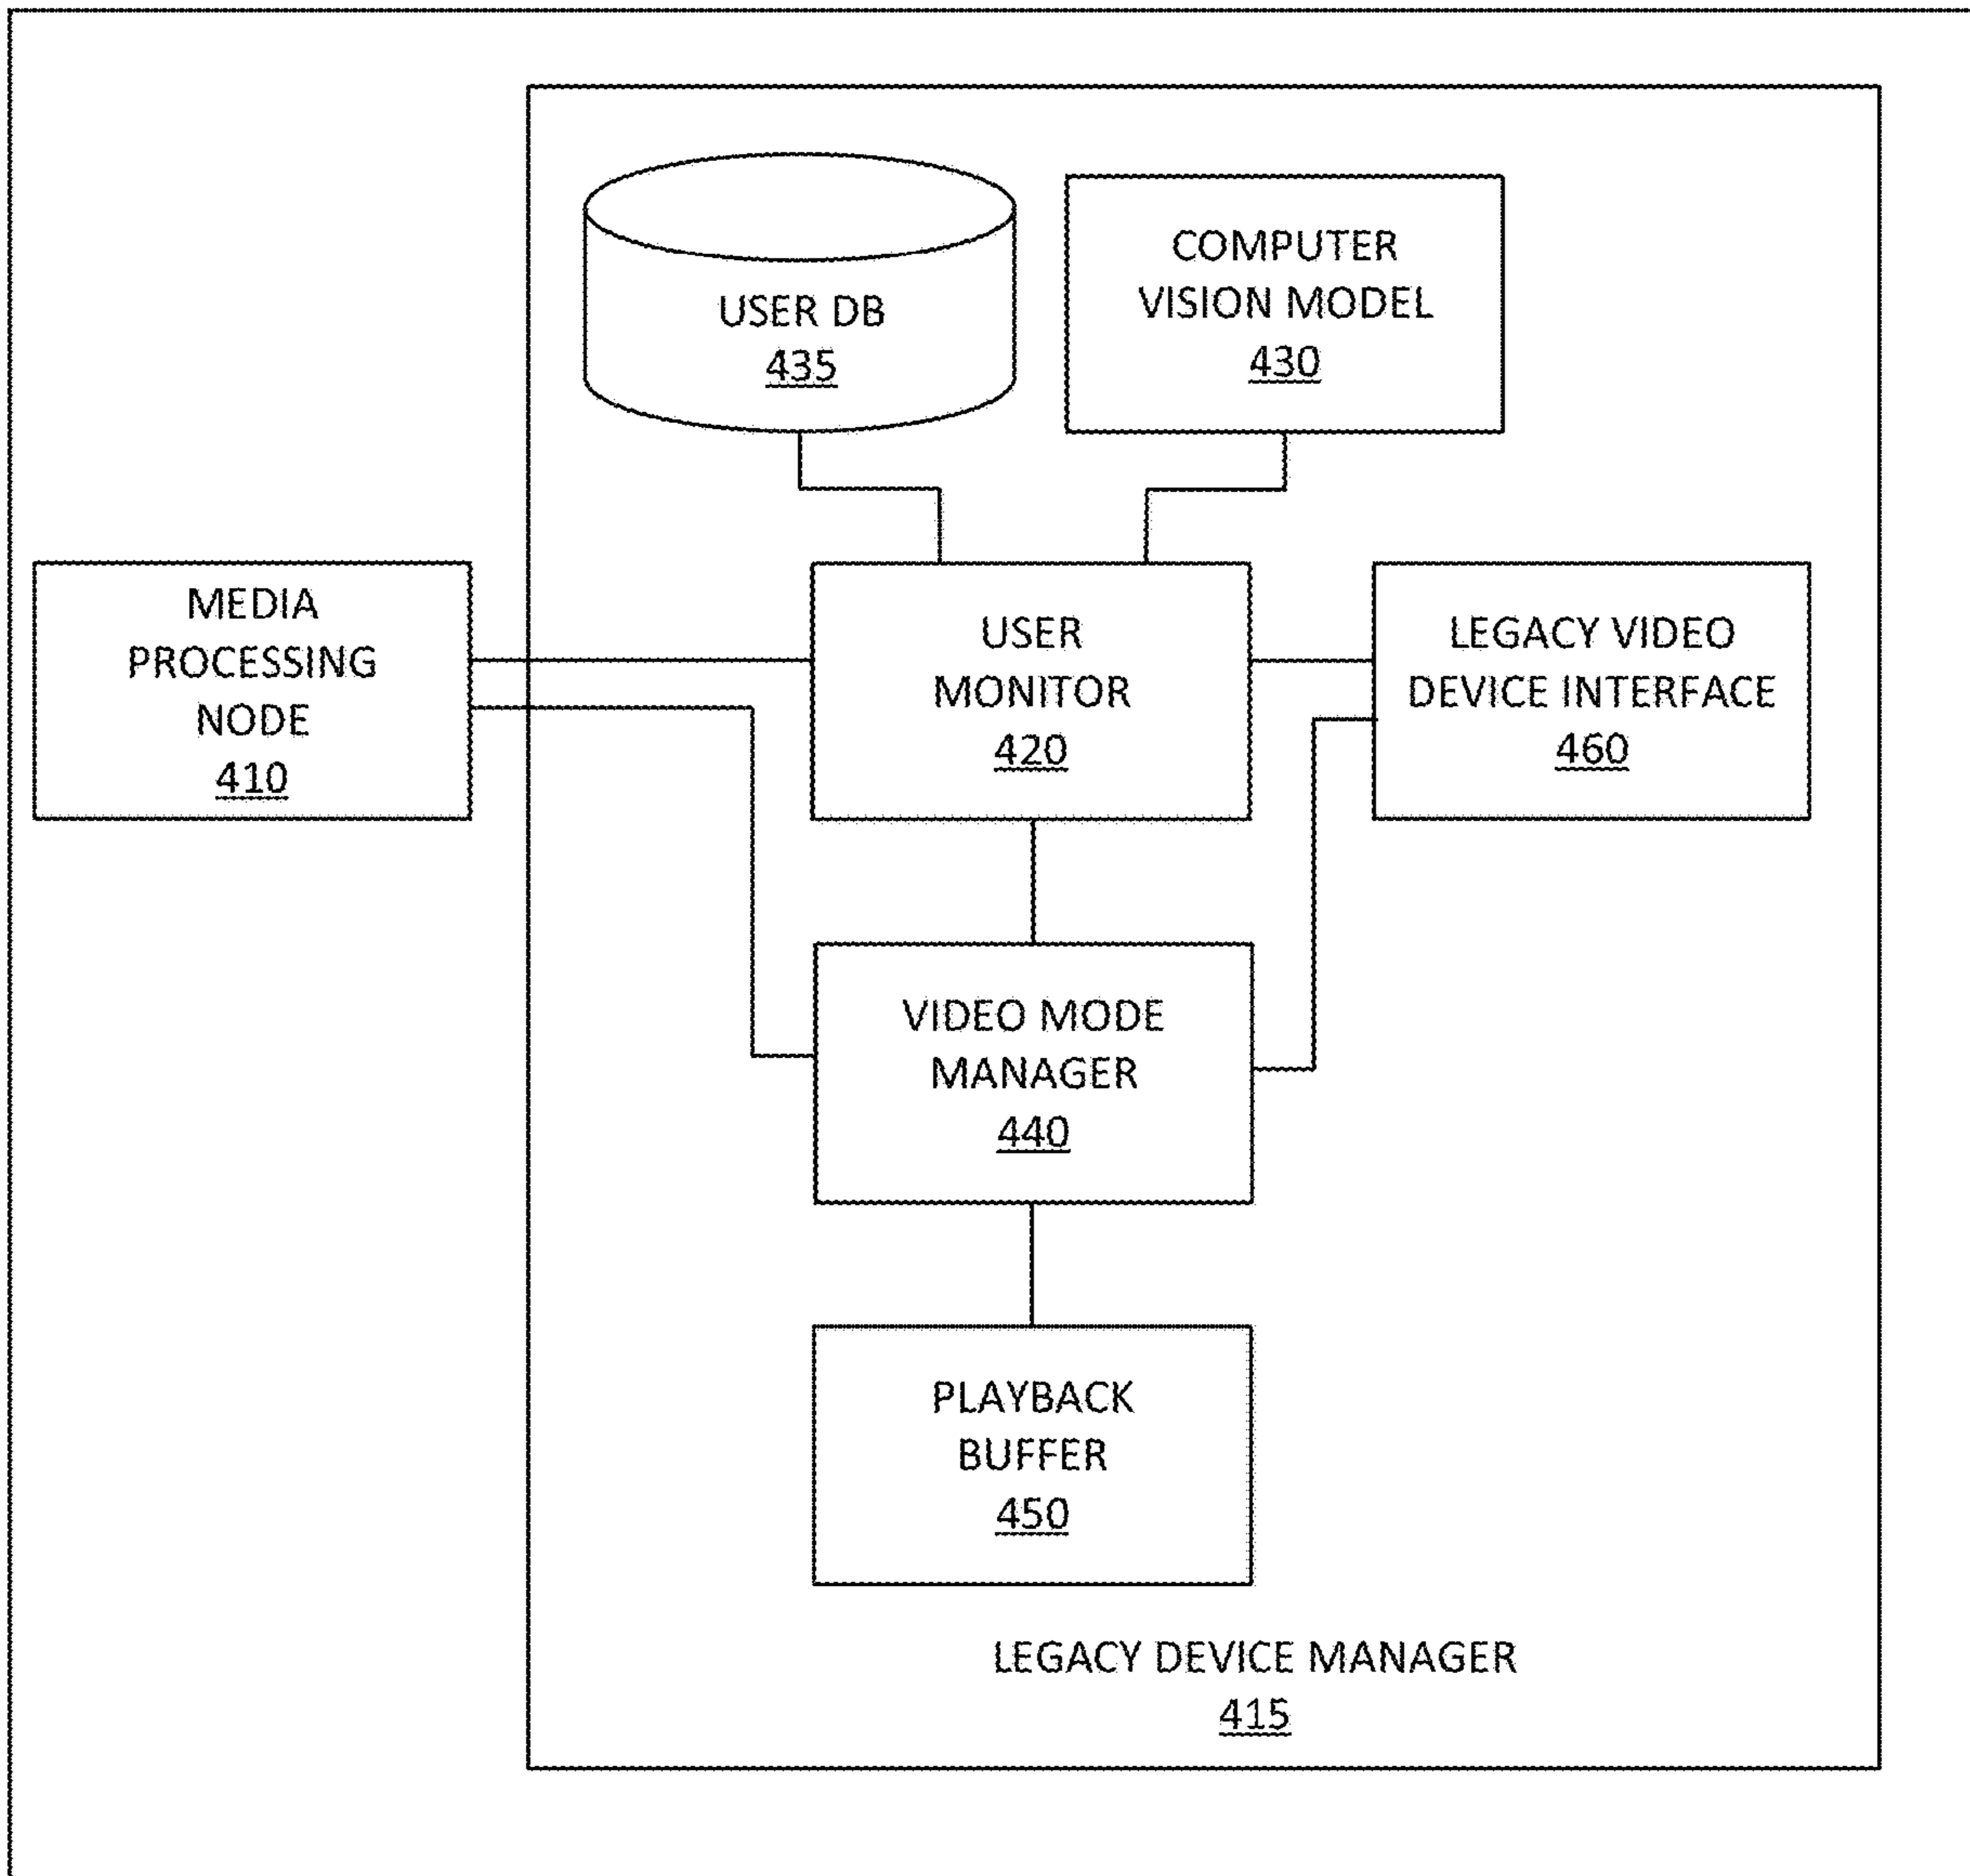 USER DB
435
COMPUTER
VISION MODEL
430
MEDIA
PROCESSING
NODE
410
USER
MONITOR
420
LEGACY VIDEO
DEVICE INTERFACE
460
VIDEO MODE
MANAGER
440
PLAYBACK
BUFFER
450
LEGACY DEVICE MANAGER
415